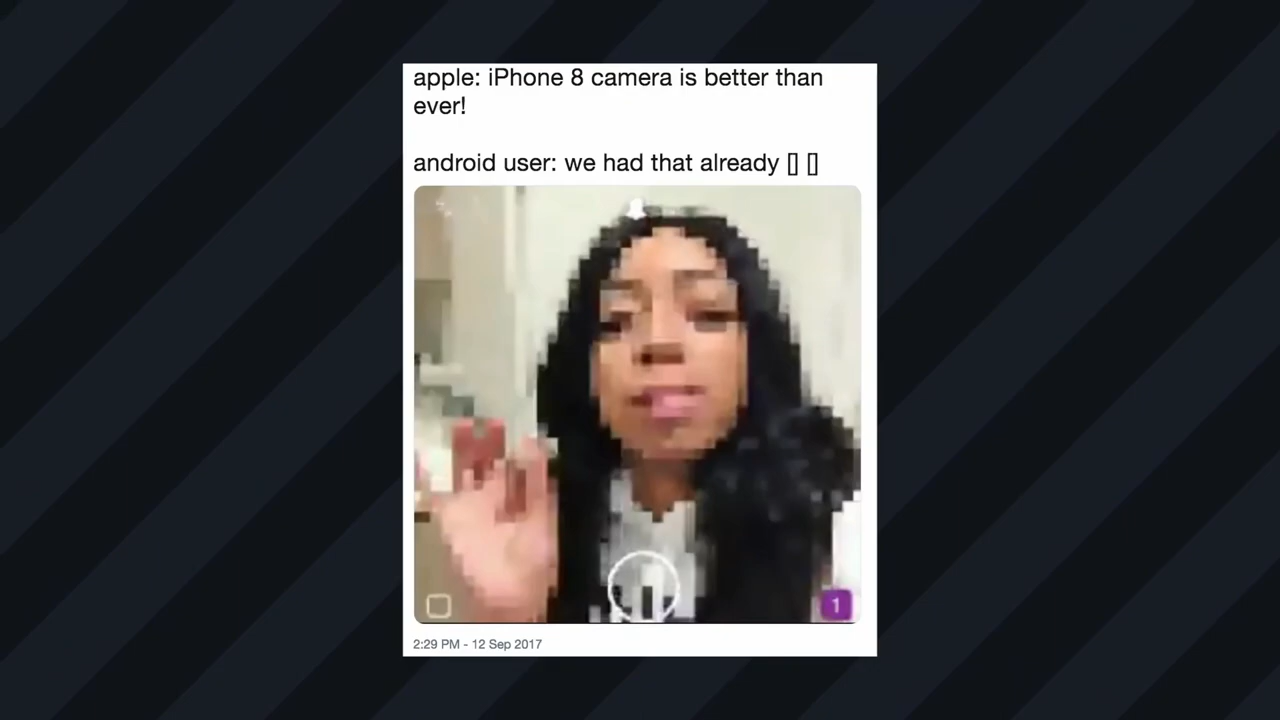 apple: iPhone 8 camera is better than
ever!
android user: we had that already [] []
1
2:29 PM - 12 Sep 2017